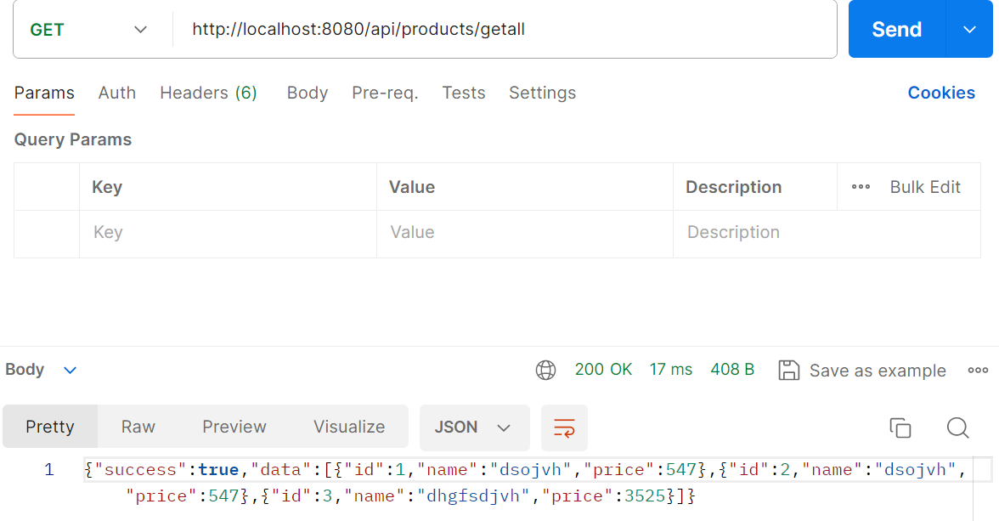 GET http://localhost:8080/api/products/getall Send
Params Auth Headers (6) Body Pre-req. Tests Settings Cookies
Query Params
Key Value Description Bulk Edit
Key Value Description
Body 200 OK 17 ms 408 B Save as example
Pretty Raw Preview Visualize JSON
1 {"success":true,"data":[{"id":1,"name":"dsojvh","price":547},{"id":2,"name":"dsojvh",
"price":547},{"id":3,"name":"dhgfsdjvh","price":3525}]}